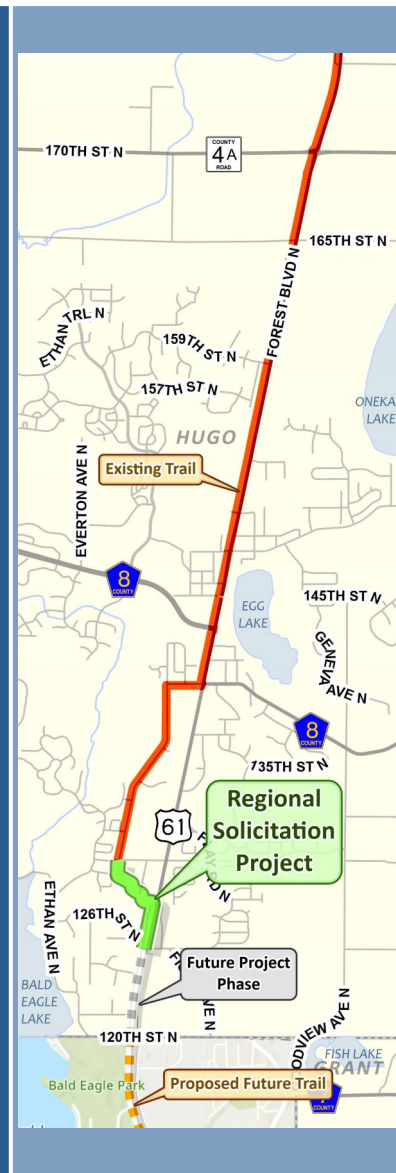 170TH ST N
COUNTY
4A
ROAD
165TH ST N
FOREST BLVD N
ETHAN TRL N
159TH ST N
157TH ST N
ONEKA
LAKE
HUGO
Existing Trail
EVERTON AVE N
8
COUNTY
EGG
LAKE
145TH ST N
GENEVA AVE N
8
COUNTY
135TH ST N
Regional
Solicitation
Project
61
126TH ST N
ETHAN AVE N
Future Project
Phase
BALD
EAGLE
LAKE
120TH ST N
FISH LAKE
GRANT
Bald Eagle Park
Proposed Future Trail
COUNTY